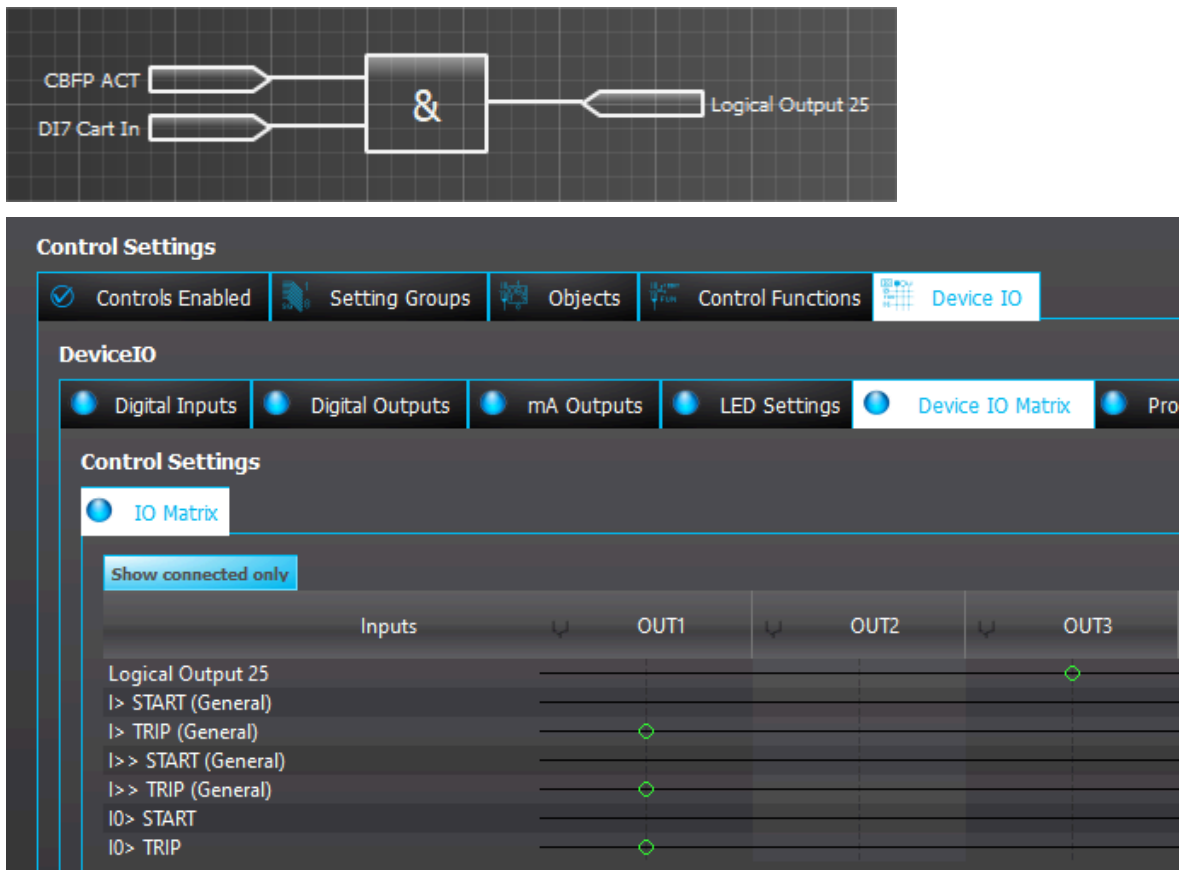 CBFP ACT
DI7 Cart In
&
Logical Output 25
Control Settings
Controls Enabled Setting Groups Objects Control Functions Device IO
DeviceIO
Digital Inputs Digital Outputs mA Outputs LED Settings Device IO Matrix Pro
Control Settings
IO Matrix
Show connected only
Inputs OUT1 OUT2 OUT3
Logical Output 25
I> START (General)
I> TRIP (General)
I>> START (General)
I>> TRIP (General)
I0> START
I0> TRIP